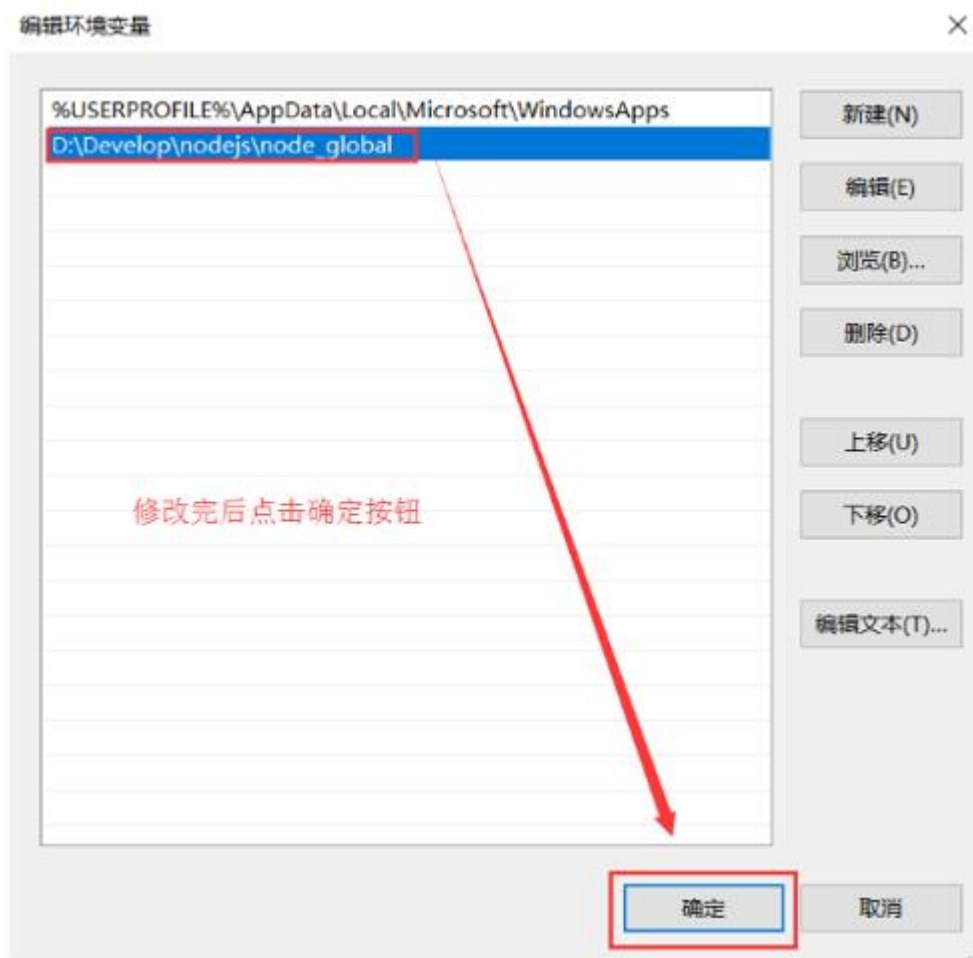 编辑环境变量
%USERPROFILE%\AppData\Local\Microsoft\WindowsApps
D:\Develop\nodejs\node_global
新建(N)
编辑(E)
浏览(B)...
删除(D)
上移(U)
修改完后点击确定按钮
下移(O)
编辑文本(T)...
确定
取消